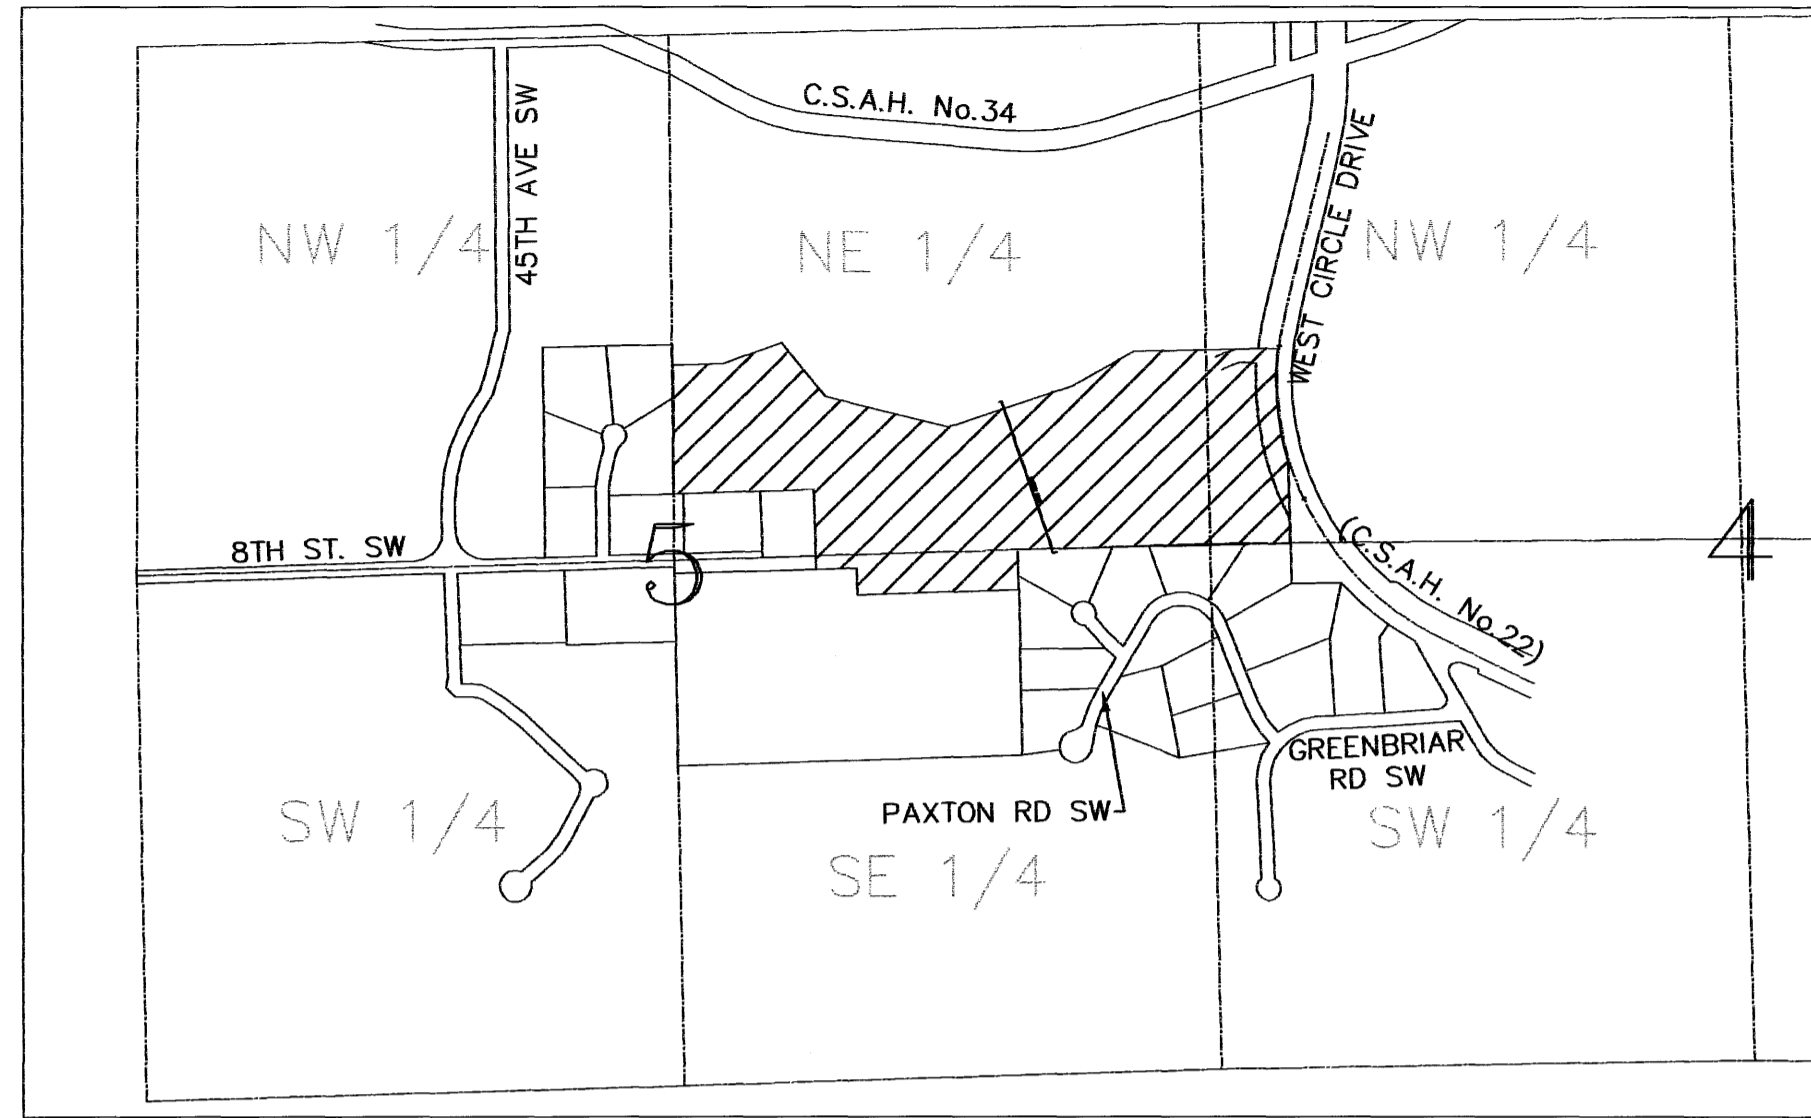 C.S.A.H. No.34
45TH AVE SW
WEST CIRCLE DRIVE
NW 1/4
NE 1/4
NW 1/4
8TH ST. SW
5
(C.S.A.H. No.22)
4
GREENBRIAR
RD SW
PAXTON RD SW
SW 1/4
SE 1/4
SW 1/4